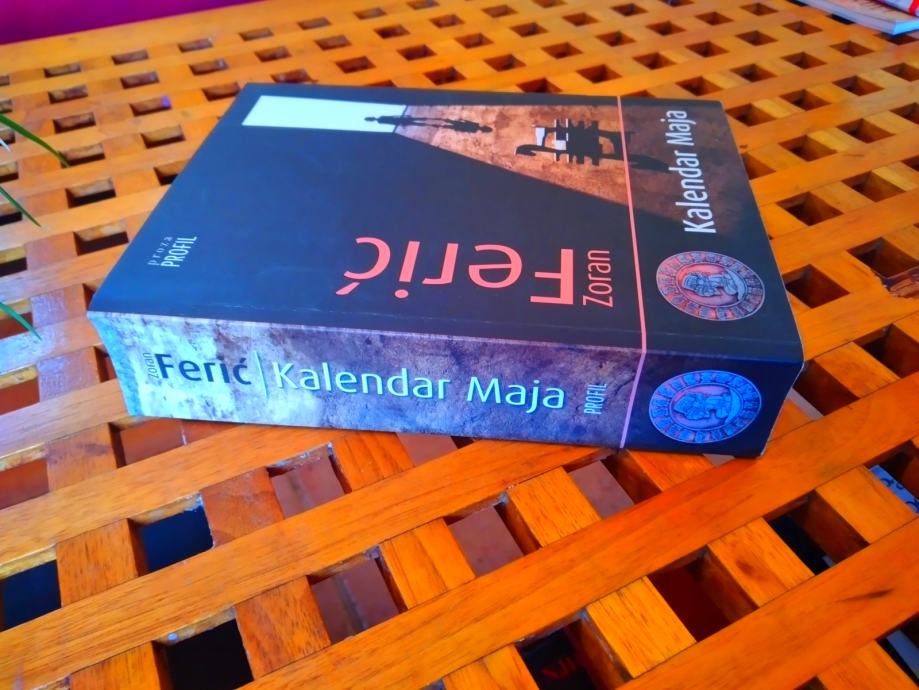 proza
PROFIL
Zoran
Ferić
Kalendar Maja
Zoran
Ferić | Kalendar Maja
PROFIL